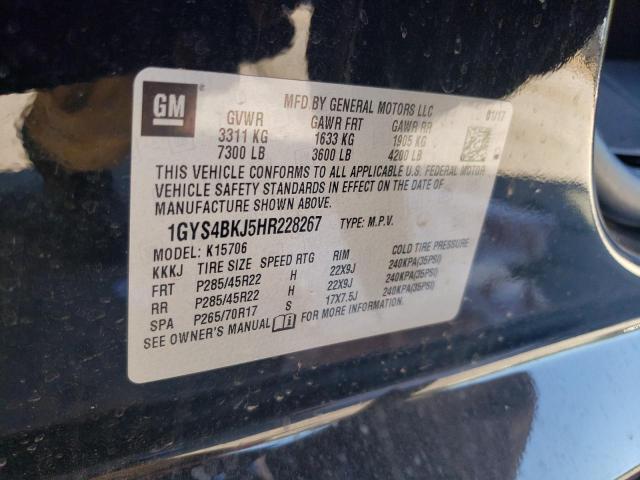 GM
MFD BY GENERAL MOTORS LLC
01/17
GVWR GAWR FRT GAWR RR
3311 KG 1633 KG 1905 KG
7300 LB 3600 LB 4200 LB
THIS VEHICLE CONFORMS TO ALL APPLICABLE U.S. FEDERAL MOTOR
VEHICLE SAFETY STANDARDS IN EFFECT ON THE DATE OF
MANUFACTURE SHOWN ABOVE.
1GYS4BKJ5HR228267 TYPE: M.P.V.
MODEL: K15706
KKKJ TIRE SIZE SPEED RTG RIM COLD TIRE PRESSURE
FRT P285/45R22 H 22X9J 240KPA(35PSI)
RR P285/45R22 H 22X9J 240KPA(35PSI)
SPA P265/70R17 S 17X7.5J 240KPA(35PSI)
SEE OWNER'S MANUAL FOR MORE INFORMATION.